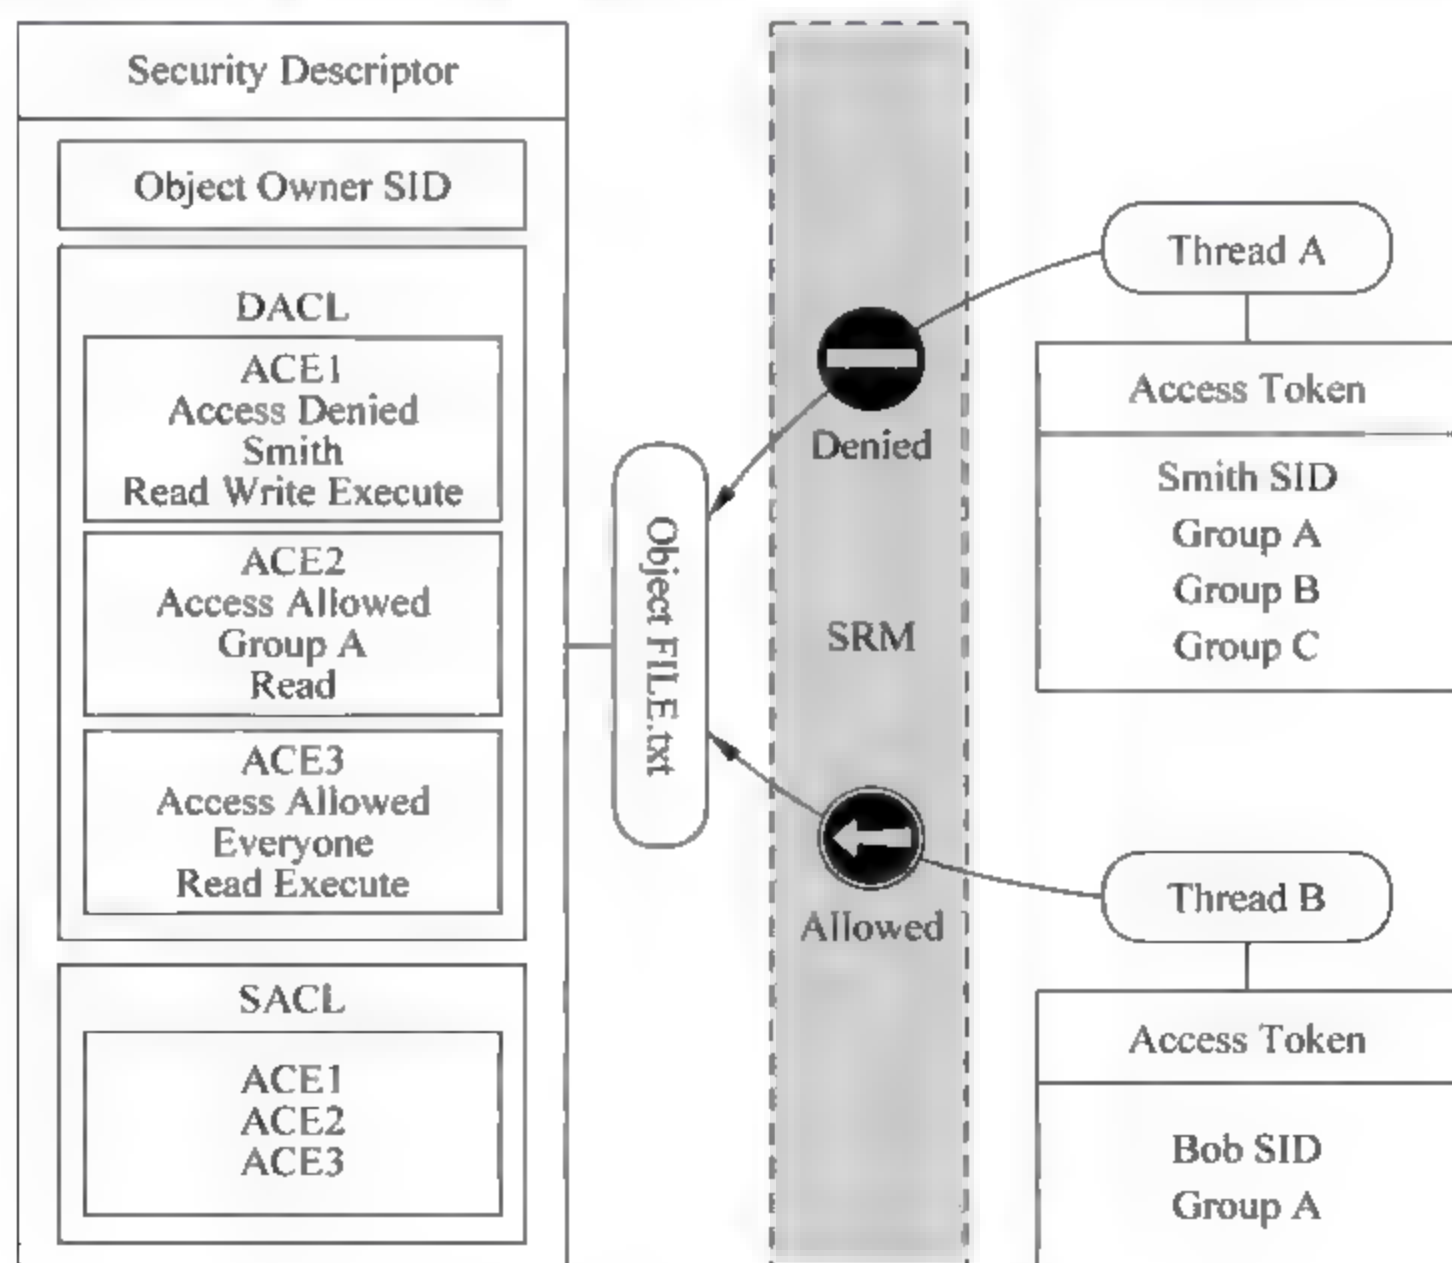 Security Descriptor
Object Owner SID
DACL
ACE1
Access Denied
Smith
Read Write Execute
ACE2
Access Allowed
Group A
Read
ACE3
Access Allowed
Everyone
Read Execute
SACL
ACE1
ACE2
ACE3
Object FILE.txt
Denied
SRM
Allowed
Thread A
Access Token
Smith SID
Group A
Group B
Group C
Thread B
Access Token
Bob SID
Group A